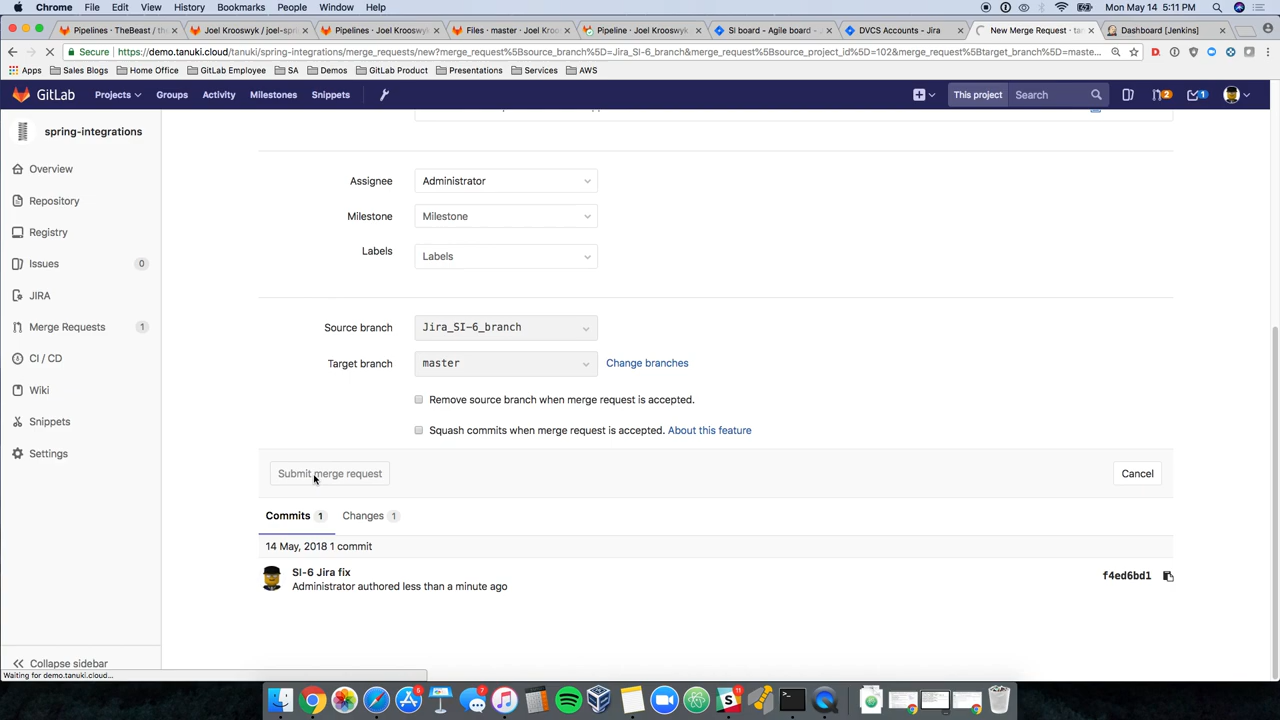 Chrome File Edit View History Bookmarks People Window Help Mon May 14 5:11 PM
Pipelines · TheBeast / th Joel Krooswyk / joel-spr Pipelines · Joel Krooswyk Files · master · Joel Kroo Pipeline · Joel Krooswyk SI board - Agile board - DVCS Accounts - Jira New Merge Request · ta Dashboard [Jenkins]
Secure https://demo.tanuki.cloud/tanuki/spring-integrations/merge_requests/new?merge_request%5Bsource_branch%5D=Jira_SI-6_branch&merge_request%5Bsource_project_id%5D=102&merge_request%5Btarget_branch%5D=maste...
Apps Sales Blogs Home Office GitLab Employee SA Demos GitLab Product Presentations Services AWS
GitLab Projects Groups Activity Milestones Snippets This project Search 2 1
spring-integrations
Overview
Repository
Registry
Issues 0
JIRA
Merge Requests 1
CI / CD
Wiki
Snippets
Settings
Collapse sidebar
Assignee Administrator
Milestone Milestone
Labels Labels
Source branch Jira_SI-6_branch
Target branch master Change branches
Remove source branch when merge request is accepted.
Squash commits when merge request is accepted. About this feature
Submit merge request Cancel
Commits 1 Changes 1
14 May, 2018 1 commit
SI-6 Jira fix
Administrator authored less than a minute ago f4ed6bd1
Waiting for demo.tanuki.cloud...